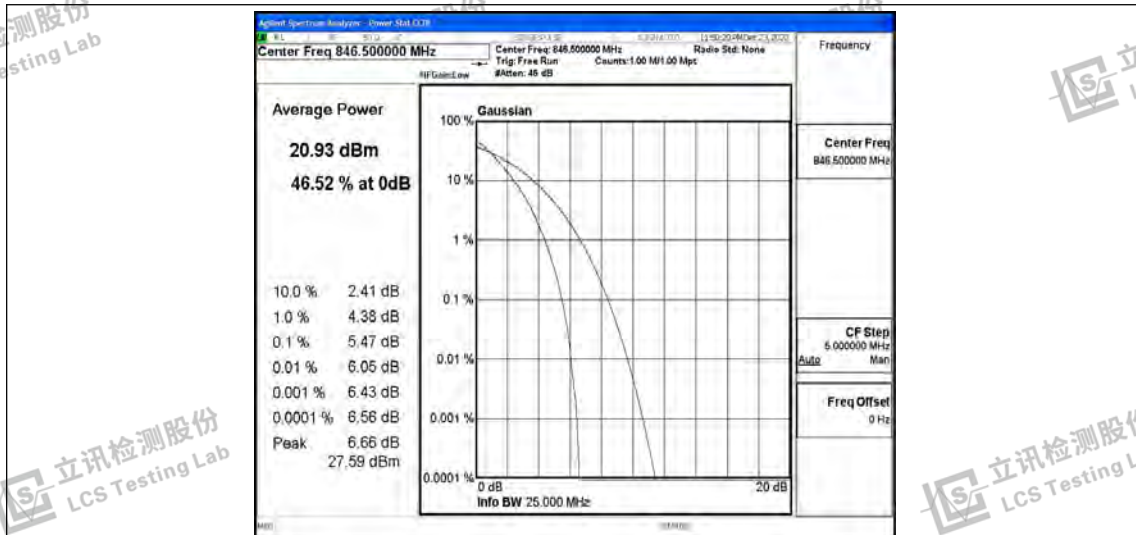 检测股份
esting Lab
Agilent Spectrum Analyzer - Power Stat CCDF
Center Freq 846.500000 MHz
Center Freq: 846.500000 MHz
Radio Std: None
Trig: Free Run
Counts:1.00 M/1.00 Mpt
#IFGain:Low
#Atten: 46 dB
Average Power
20.93 dBm
46.52 % at 0dB
10.0 % 2.41 dB
1.0 % 4.38 dB
0.1 % 5.47 dB
0.01 % 6.05 dB
0.001 % 6.43 dB
0.0001 % 6.56 dB
Peak 6.66 dB
27.59 dBm
Gaussian
100 %
10 %
1 %
0.1 %
0.01 %
0.001 %
0.0001 %
0 dB
20 dB
Info BW 25.000 MHz
Frequency
Center Freq
846.500000 MHz
CF Step
5.000000 MHz
Auto Man
Freq Offset
0 Hz
立讯检测股份
LCS Testing Lab
立讯检测股份
LCS Testing L